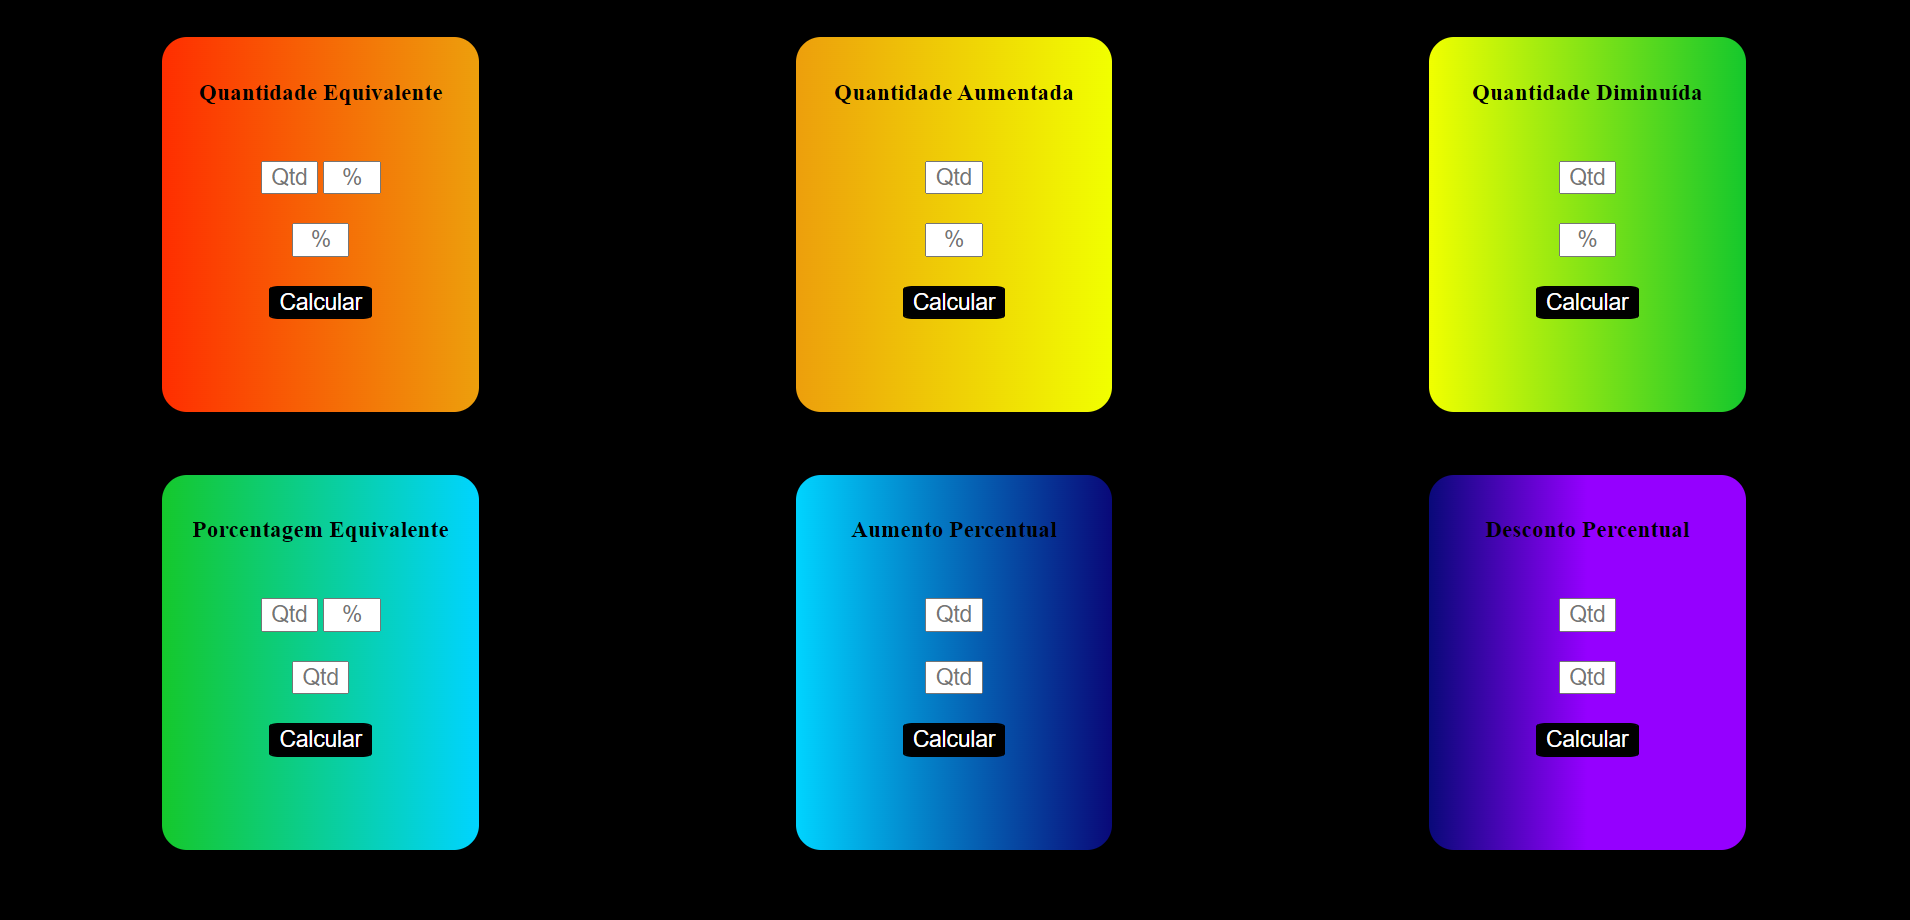 Quantidade Equivalente
Qtd %
%
Calcular
Quantidade Aumentada
Qtd
%
Calcular
Quantidade Diminuída
Qtd
%
Calcular
Porcentagem Equivalente
Qtd %
Qtd
Calcular
Aumento Percentual
Qtd
Qtd
Calcular
Desconto Percentual
Qtd
Qtd
Calcular